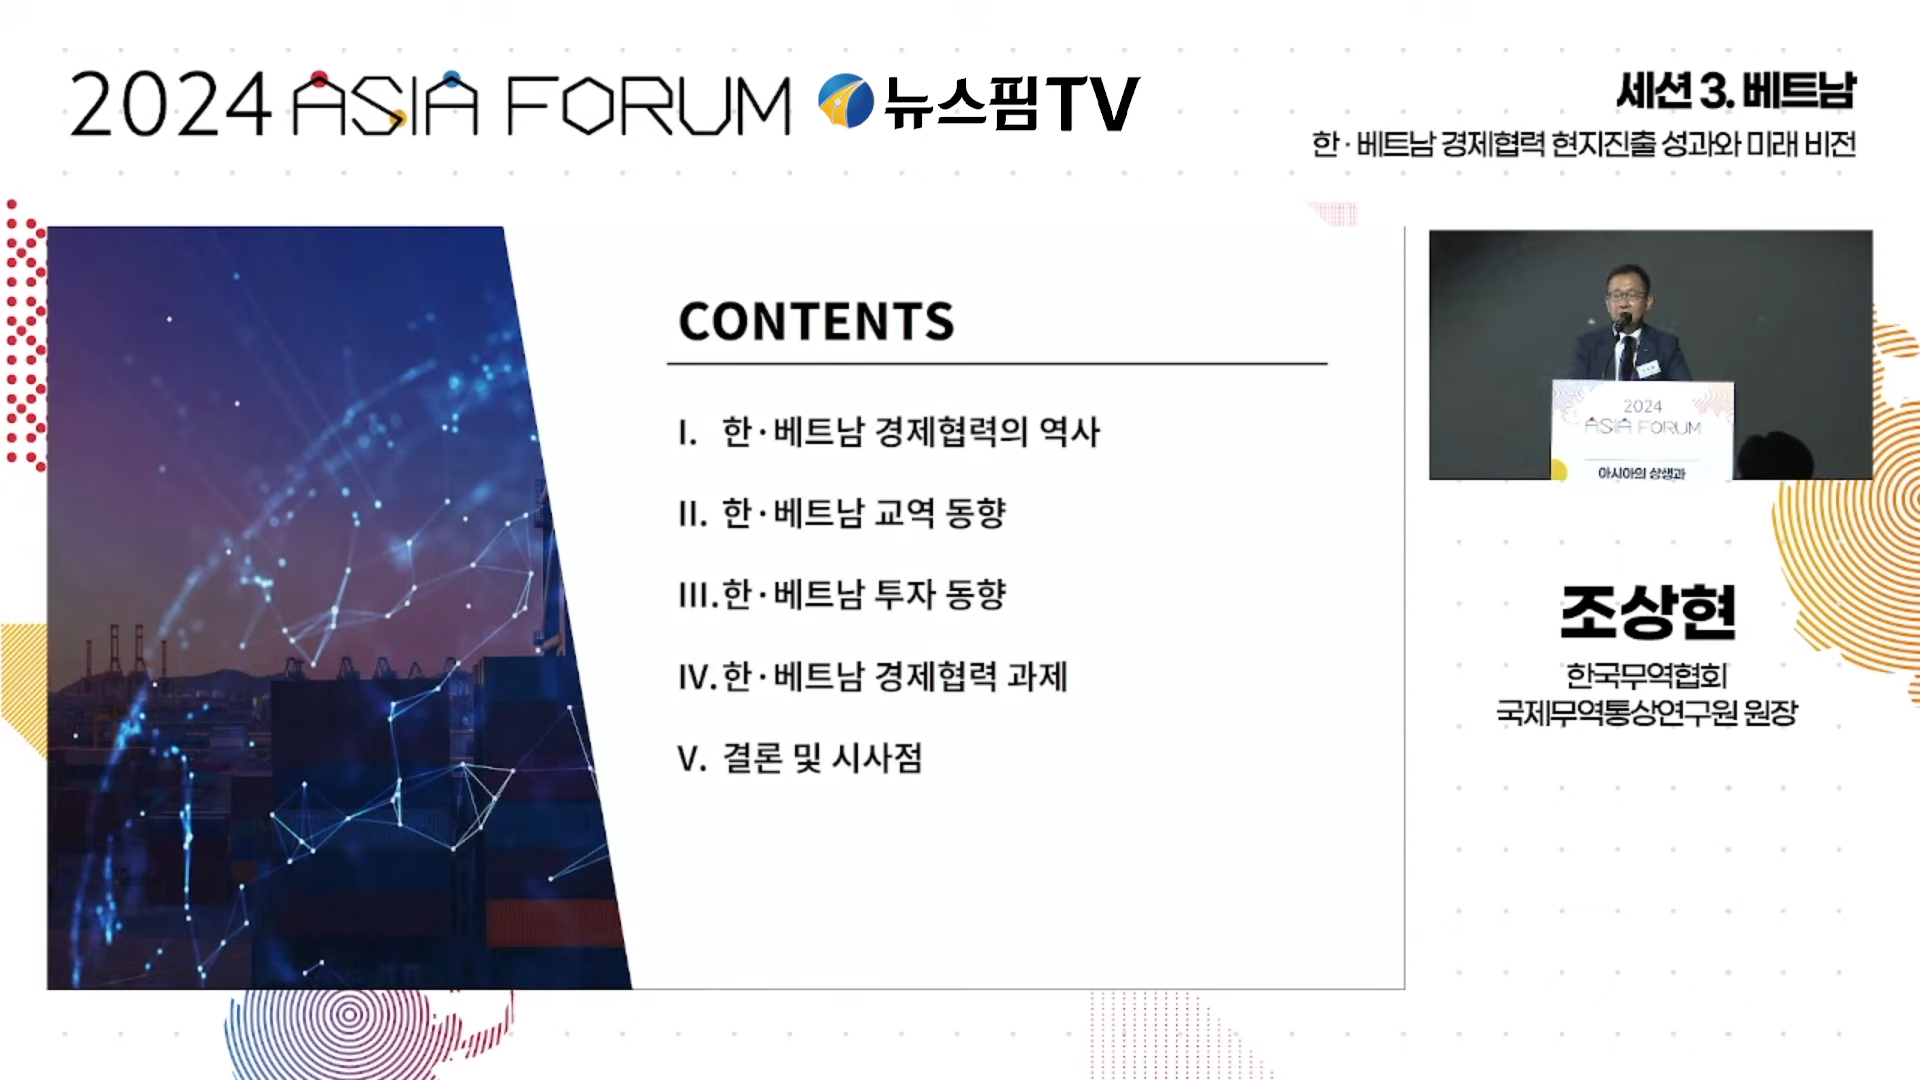 2024 ASIA FORUM 뉴스핌TV
세션 3. 베트남
한·베트남 경제협력 현지진출 성과와 미래 비전
CONTENTS
I. 한·베트남 경제협력의 역사
II. 한·베트남 교역 동향
III. 한·베트남 투자 동향
IV. 한·베트남 경제협력 과제
V. 결론 및 시사점
2024
ASIA FORUM
아시아의 상생과
조상현
한국무역협회
국제무역통상연구원 원장